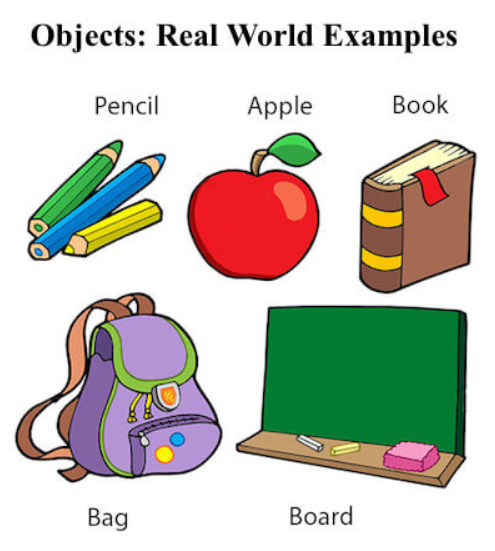 Objects: Real World Examples
Pencil Apple Book
Bag Board